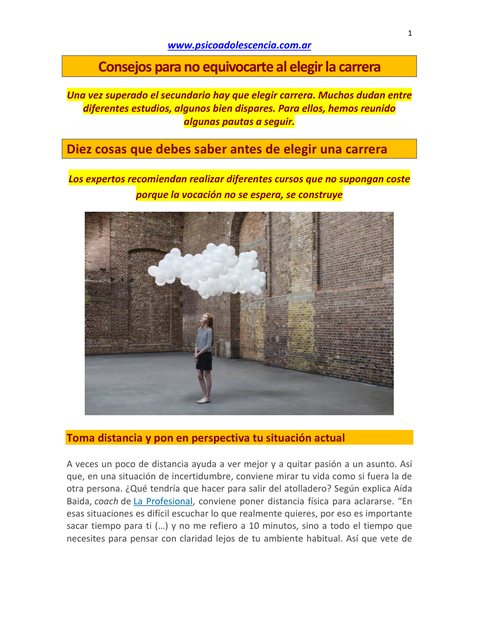 1
www.psicoadolescencia.com.ar
Consejos para no equivocarte al elegir la carrera
Una vez superado el secundario hay que elegir carrera. Muchos dudan entre
diferentes estudios, algunos bien dispares. Para ellos, hemos reunido
algunas pautas a seguir.
Diez cosas que debes saber antes de elegir una carrera
Los expertos recomiendan realizar diferentes cursos que no supongan coste
porque la vocación no se espera, se construye
Toma distancia y pon en perspectiva tu situación actual
A veces un poco de distancia ayuda a ver mejor y a quitar pasión a un asunto. Así
que, en una situación de incertidumbre, conviene mirar tu vida como si fuera la de
otra persona. ¿Qué tendría que hacer para salir del atolladero? Según explica Aída
Baida, coach de La Profesional, conviene poner distancia física para aclararse. “En
esas situaciones es difícil escuchar lo que realmente quieres, por eso es importante
sacar tiempo para ti (…) y no me refiero a 10 minutos, sino a todo el tiempo que
necesites para pensar con claridad lejos de tu ambiente habitual. Así que vete de